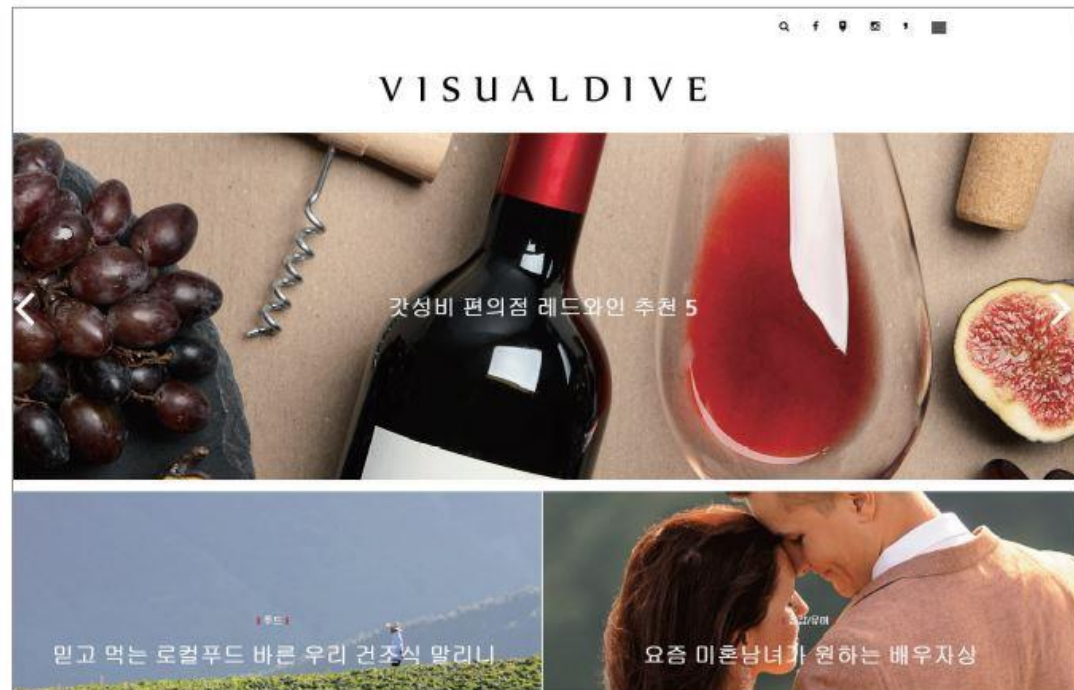 VISUALDIVE
갓성비 편의점 레드와인 추천 5
푸드
믿고 먹는 로컬푸드 바른 우리 건조식 말리니
요즘 미혼남녀가 원하는 배우자상